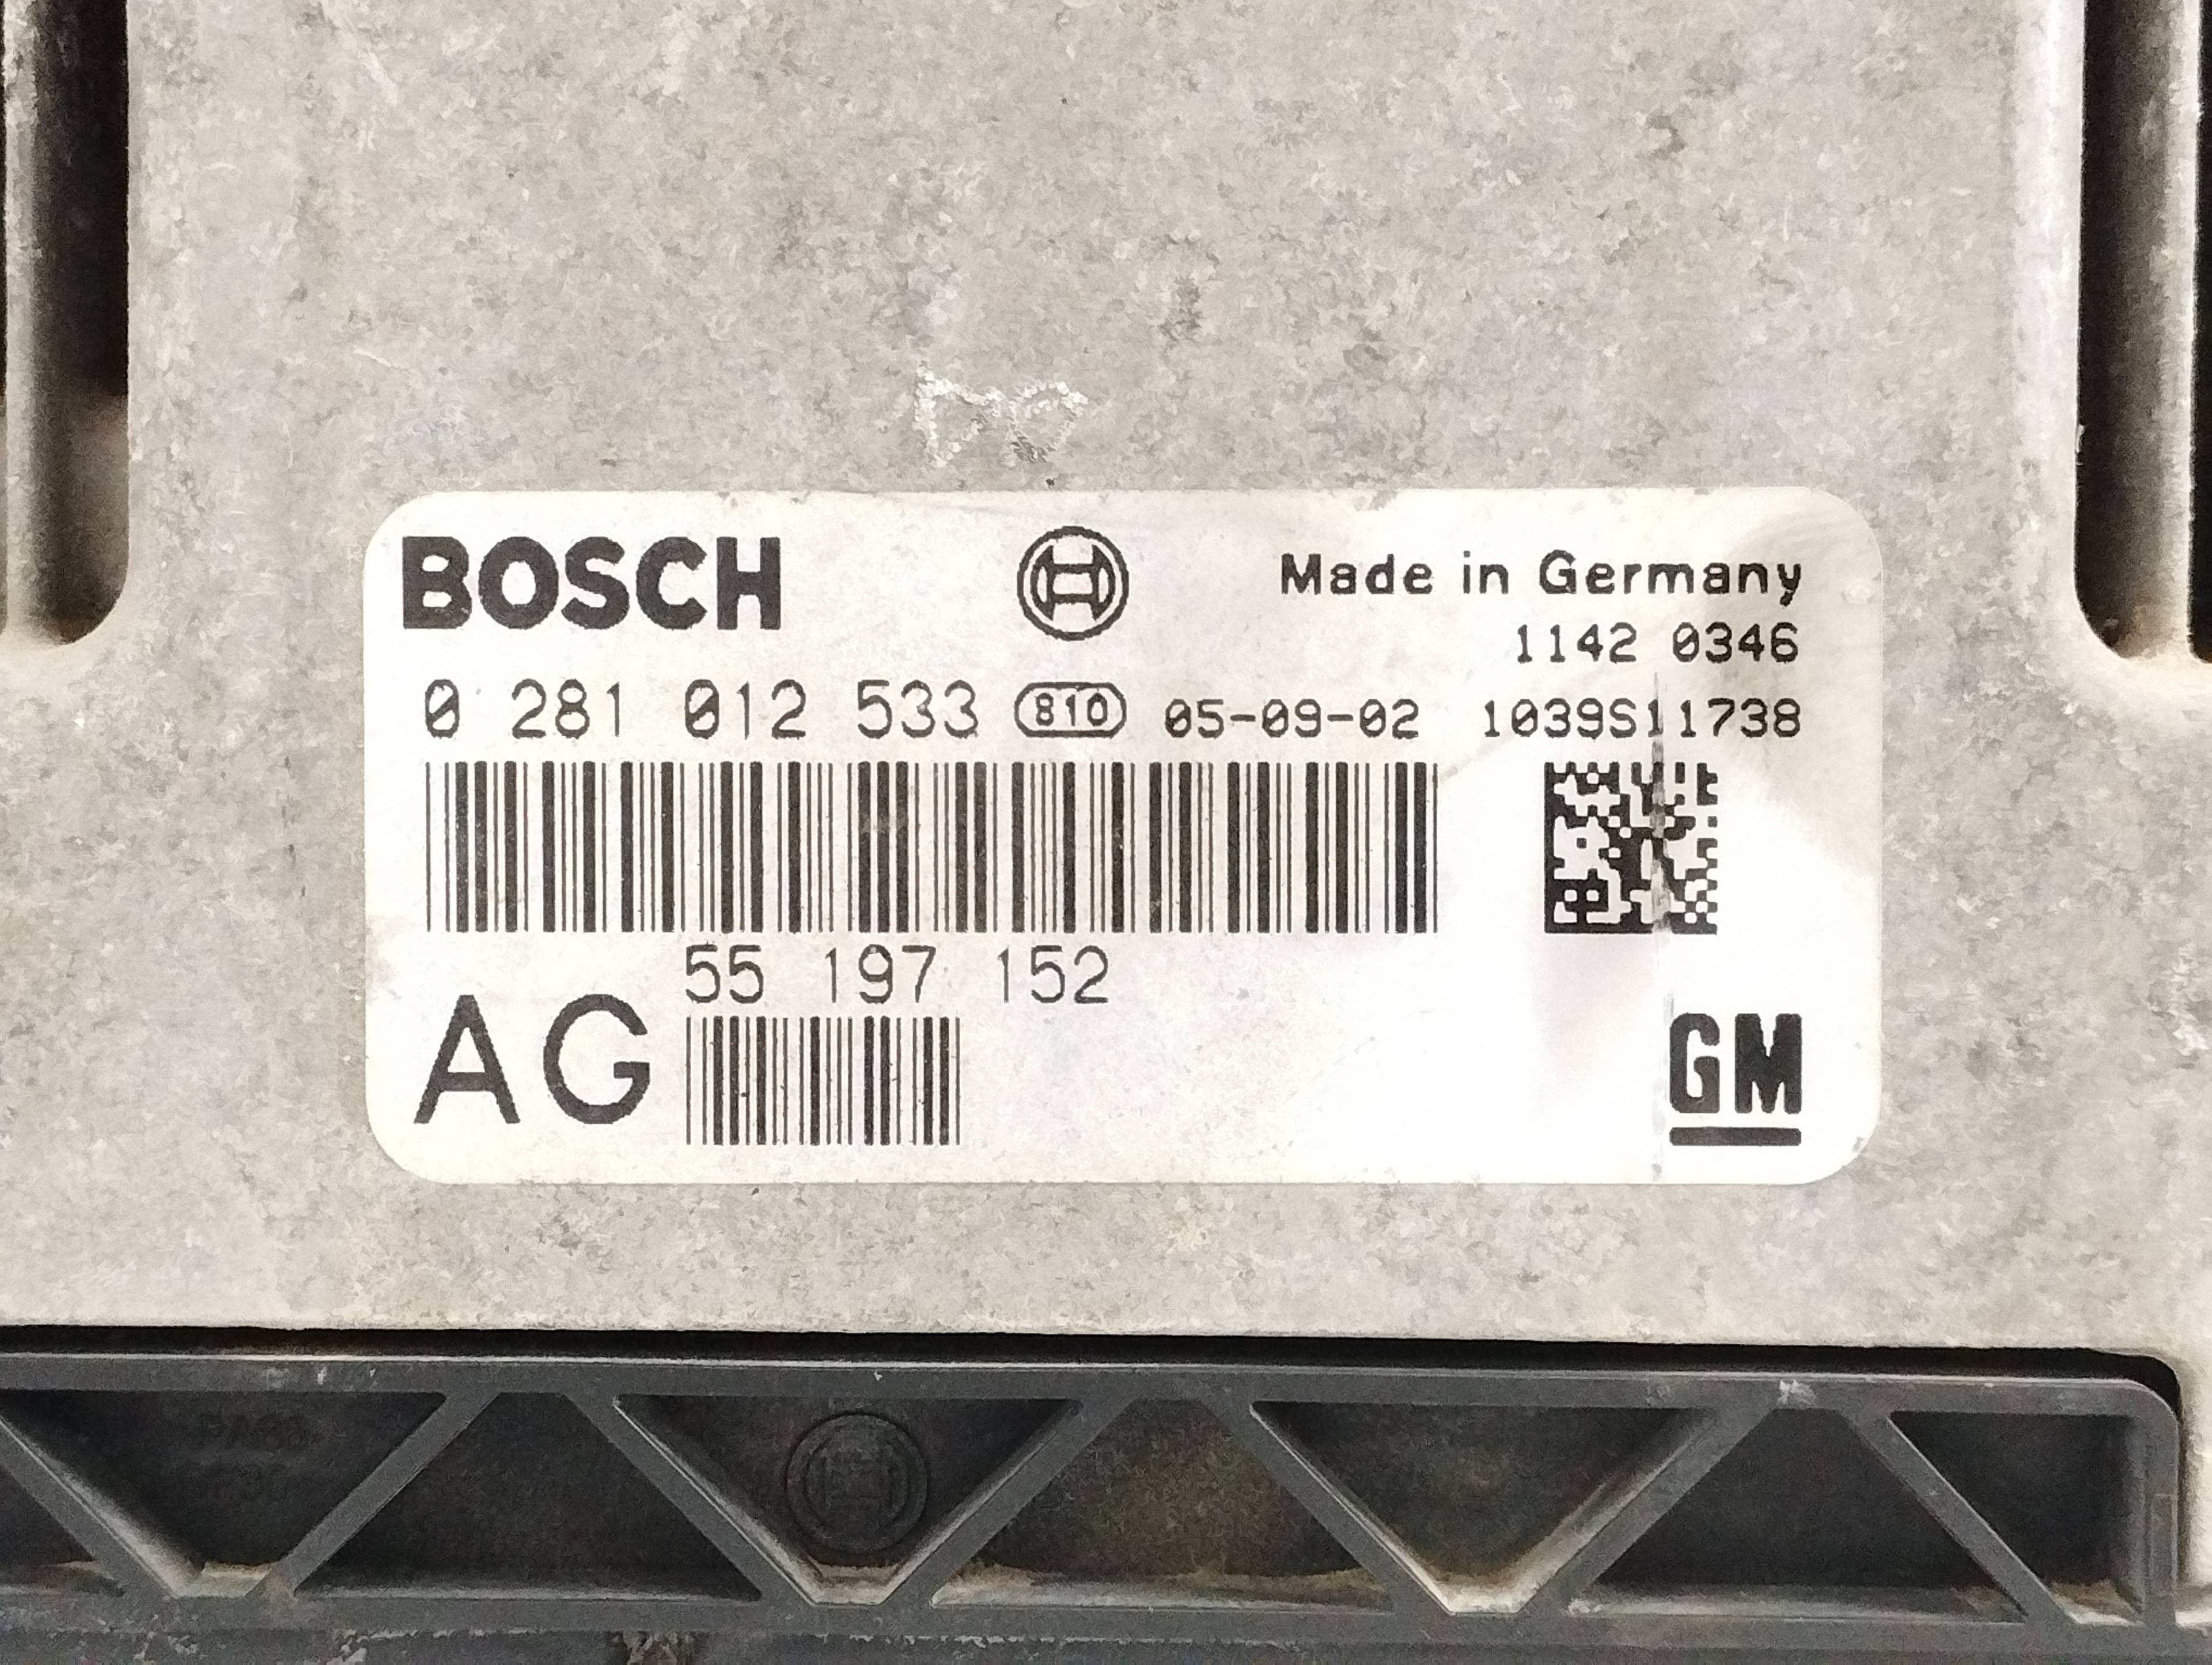 BOSCH
Made in Germany
1142 0346
0 281 012 533 810 05-09-02 1039S11738
55 197 152
AG
GM